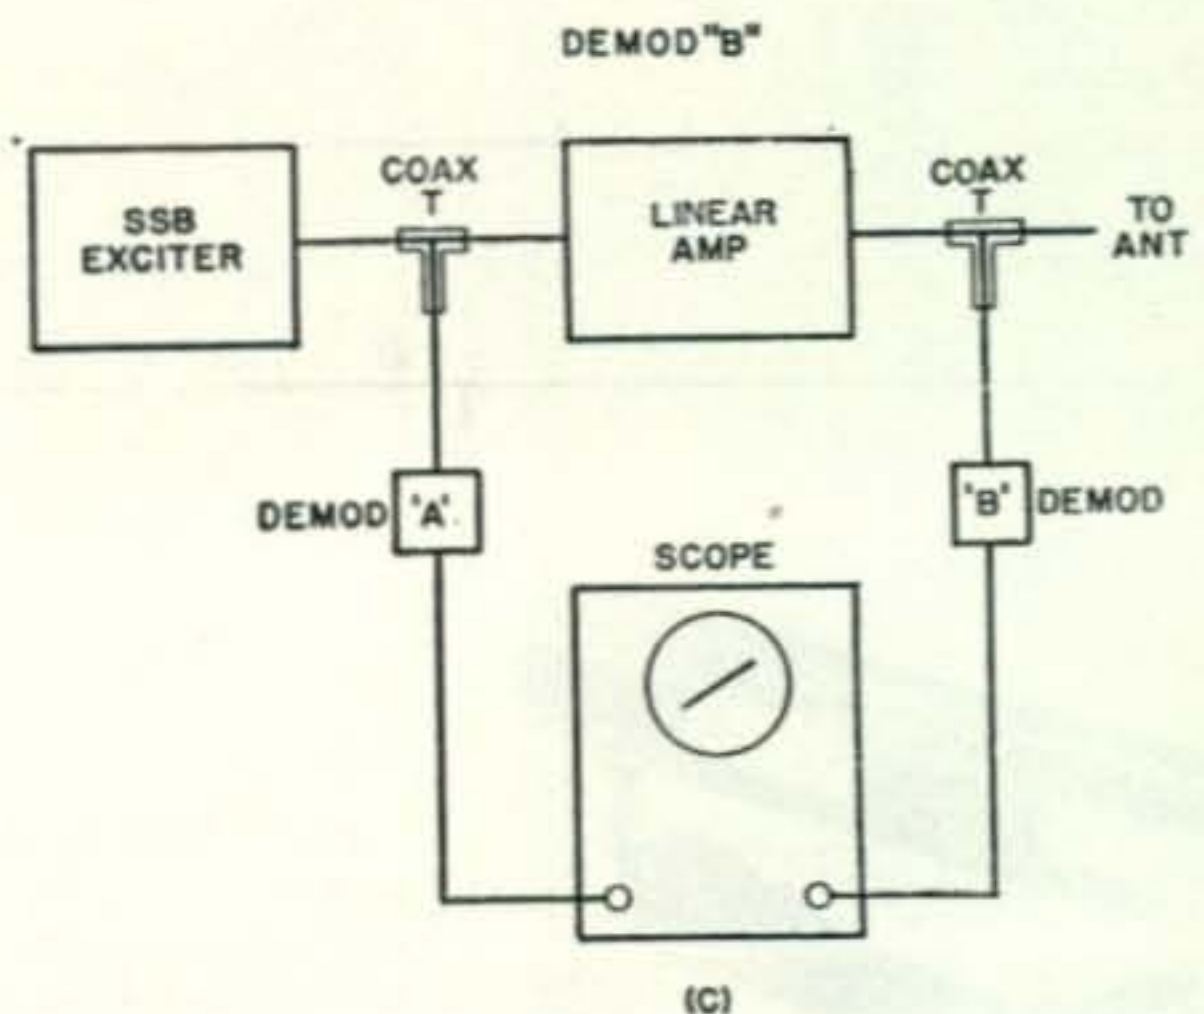 DEMOD "B"
SSB
EXCITER
COAX
T
LINEAR
AMP
COAX
T
TO
ANT
DEMOD
'A'
'B'
DEMOD
SCOPE
(C)